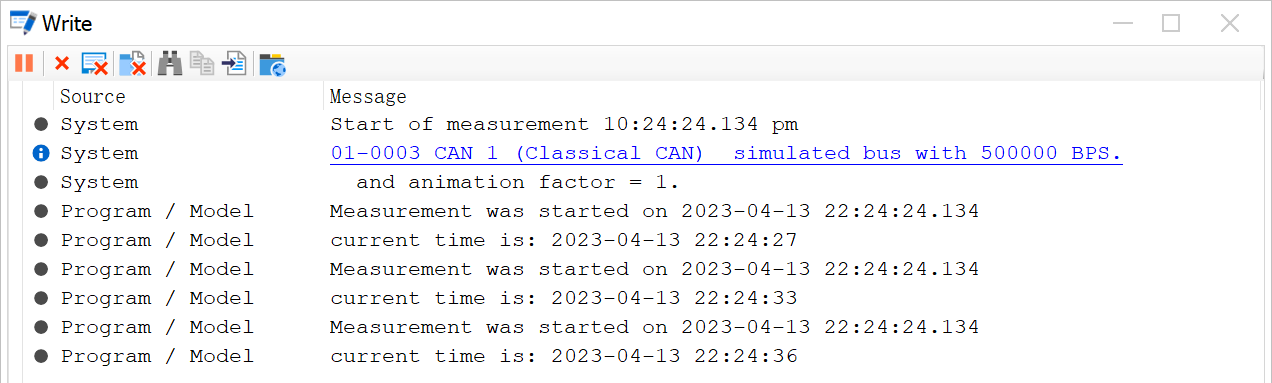 Write
Source Message
System Start of measurement 10:24:24.134 pm
System 01-0003 CAN 1 (Classical CAN)  simulated bus with 500000 BPS.
System   and animation factor = 1.
Program / Model Measurement was started on 2023-04-13 22:24:24.134
Program / Model current time is: 2023-04-13 22:24:27
Program / Model Measurement was started on 2023-04-13 22:24:24.134
Program / Model current time is: 2023-04-13 22:24:33
Program / Model Measurement was started on 2023-04-13 22:24:24.134
Program / Model current time is: 2023-04-13 22:24:36